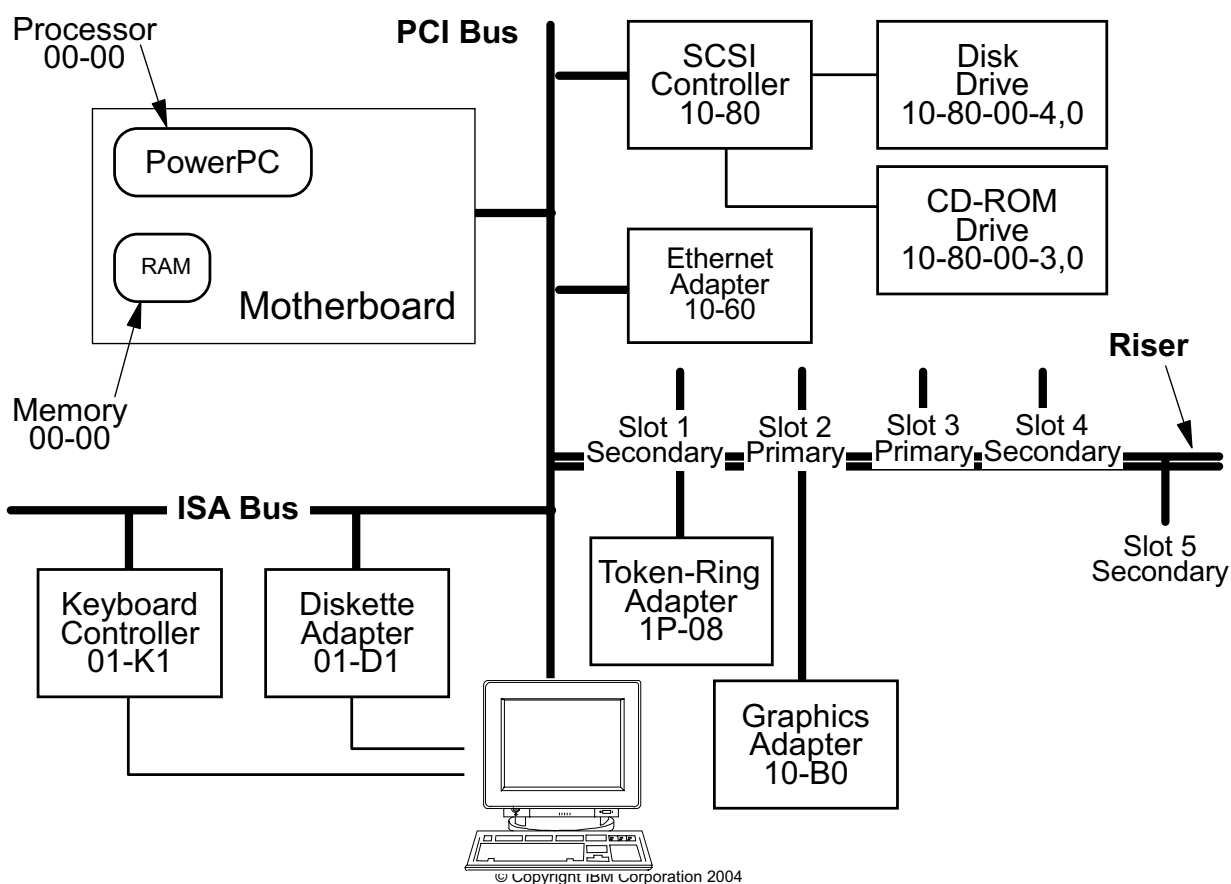 Processor
00-00
PCI Bus
SCSI
Controller
10-80
Disk
Drive
10-80-00-4,0
PowerPC
CD-ROM
Drive
10-80-00-3,0
RAM
Motherboard
Ethernet
Adapter
10-60
Riser
Memory
00-00
Slot 1
Secondary
Slot 2
Primary
Slot 3
Primary
Slot 4
Secondary
ISA Bus
Slot 5
Secondary
Keyboard
Controller
01-K1
Diskette
Adapter
01-D1
Token-Ring
Adapter
1P-08
Graphics
Adapter
10-B0
© Copyright IBM Corporation 2004